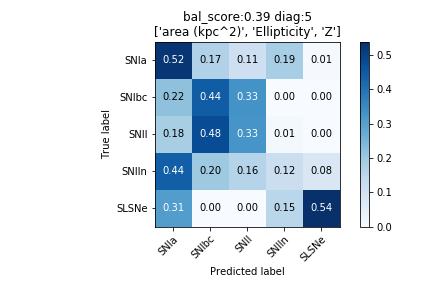 bal_score:0.39 diag:5
['area (kpc^2)', 'Ellipticity', 'Z']
True label
SNIa 0.52 0.17 0.11 0.19 0.01
SNIbc 0.22 0.44 0.33 0.00 0.00
SNII 0.18 0.48 0.33 0.01 0.00
SNIIn 0.44 0.20 0.16 0.12 0.08
SLSNe 0.31 0.00 0.00 0.15 0.54
SNIa SNIbc SNII SNIIn SLSNe
Predicted label
0.5
0.4
0.3
0.2
0.1
0.0